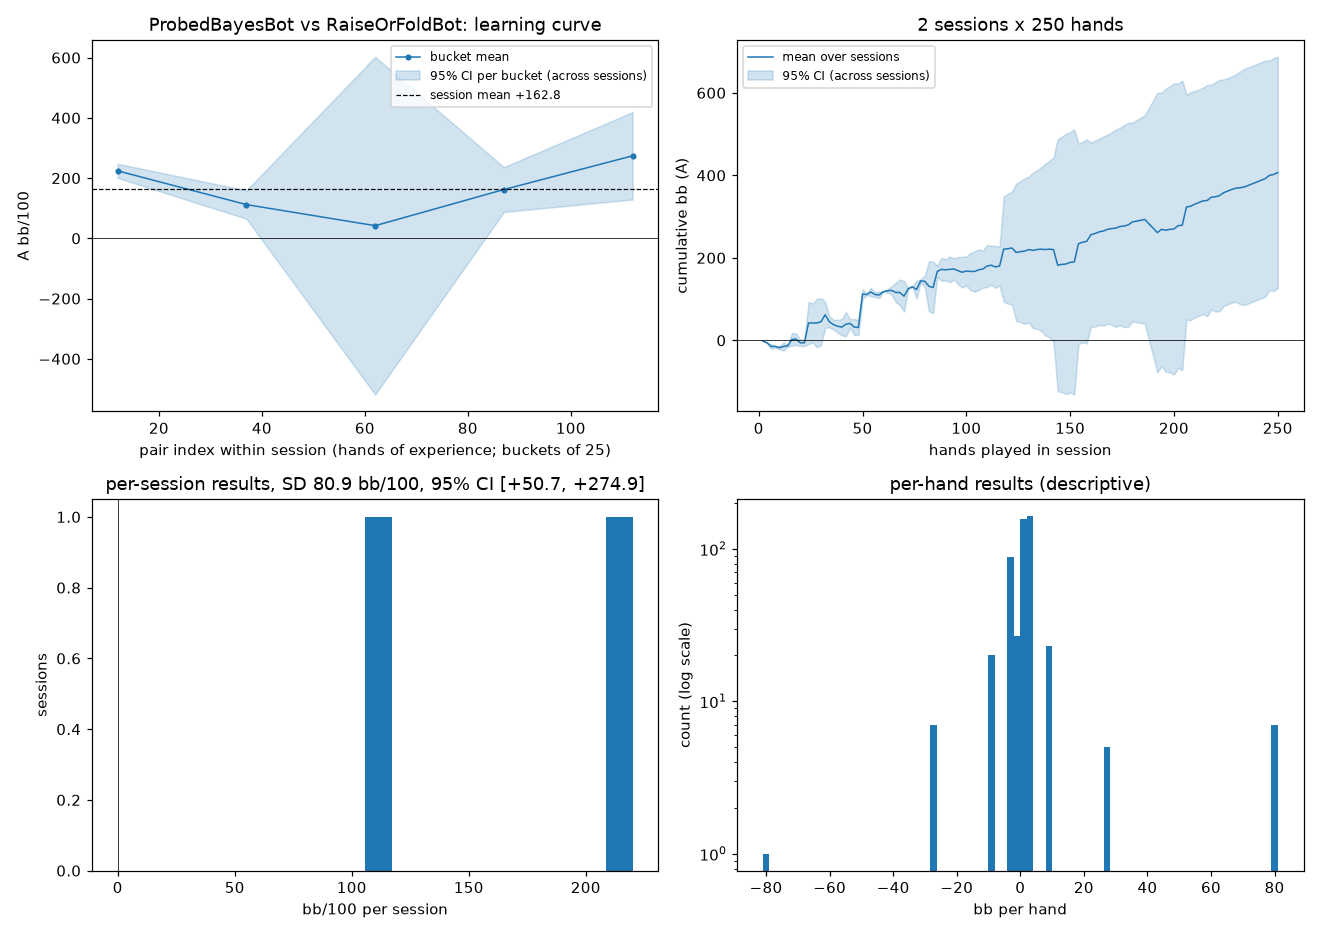 ProbedBayesBot vs RaiseOrFoldBot: learning curve
600
400
200
0
−200
−400
A bb/100
bucket mean
95% CI per bucket (across sessions)
session mean +162.8
20
40
60
80
100
pair index within session (hands of experience; buckets of 25)
2 sessions x 250 hands
600
400
200
0
cumulative bb (A)
mean over sessions
95% CI (across sessions)
0
50
100
150
200
250
hands played in session
per-session results, SD 80.9 bb/100, 95% CI [+50.7, +274.9]
1.0
0.8
0.6
0.4
0.2
0.0
sessions
0
50
100
150
200
bb/100 per session
per-hand results (descriptive)
10²
10¹
10⁰
count (log scale)
−80
−60
−40
−20
0
20
40
60
80
bb per hand